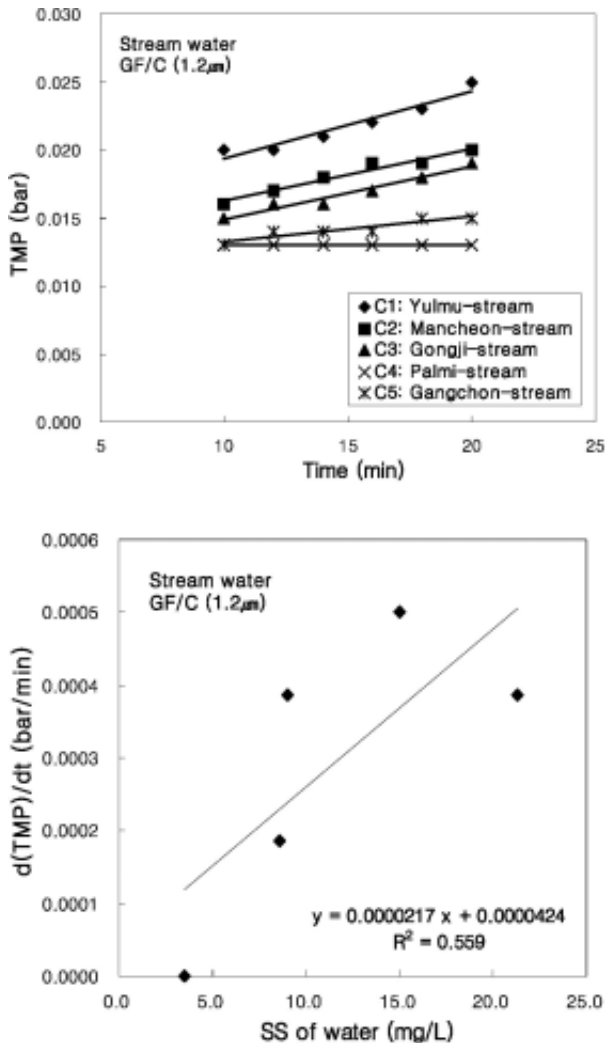 Stream water
GF/C (1.2㎛)
0.030
0.025
0.020
0.015
0.010
0.005
0.000
TMP (bar)
C1: Yulmu-stream
C2: Mancheon-stream
C3: Gongji-stream
C4: Palmi-stream
C5: Gangchon-stream
5 10 15 20 25
Time (min)
Stream water
GF/C (1.2㎛)
0.0006
0.0005
0.0004
0.0003
0.0002
0.0001
0.0000
d(TMP)/dt (bar/min)
y = 0.0000217 x + 0.0000424
R² = 0.559
0.0 5.0 10.0 15.0 20.0 25.0
SS of water (mg/L)